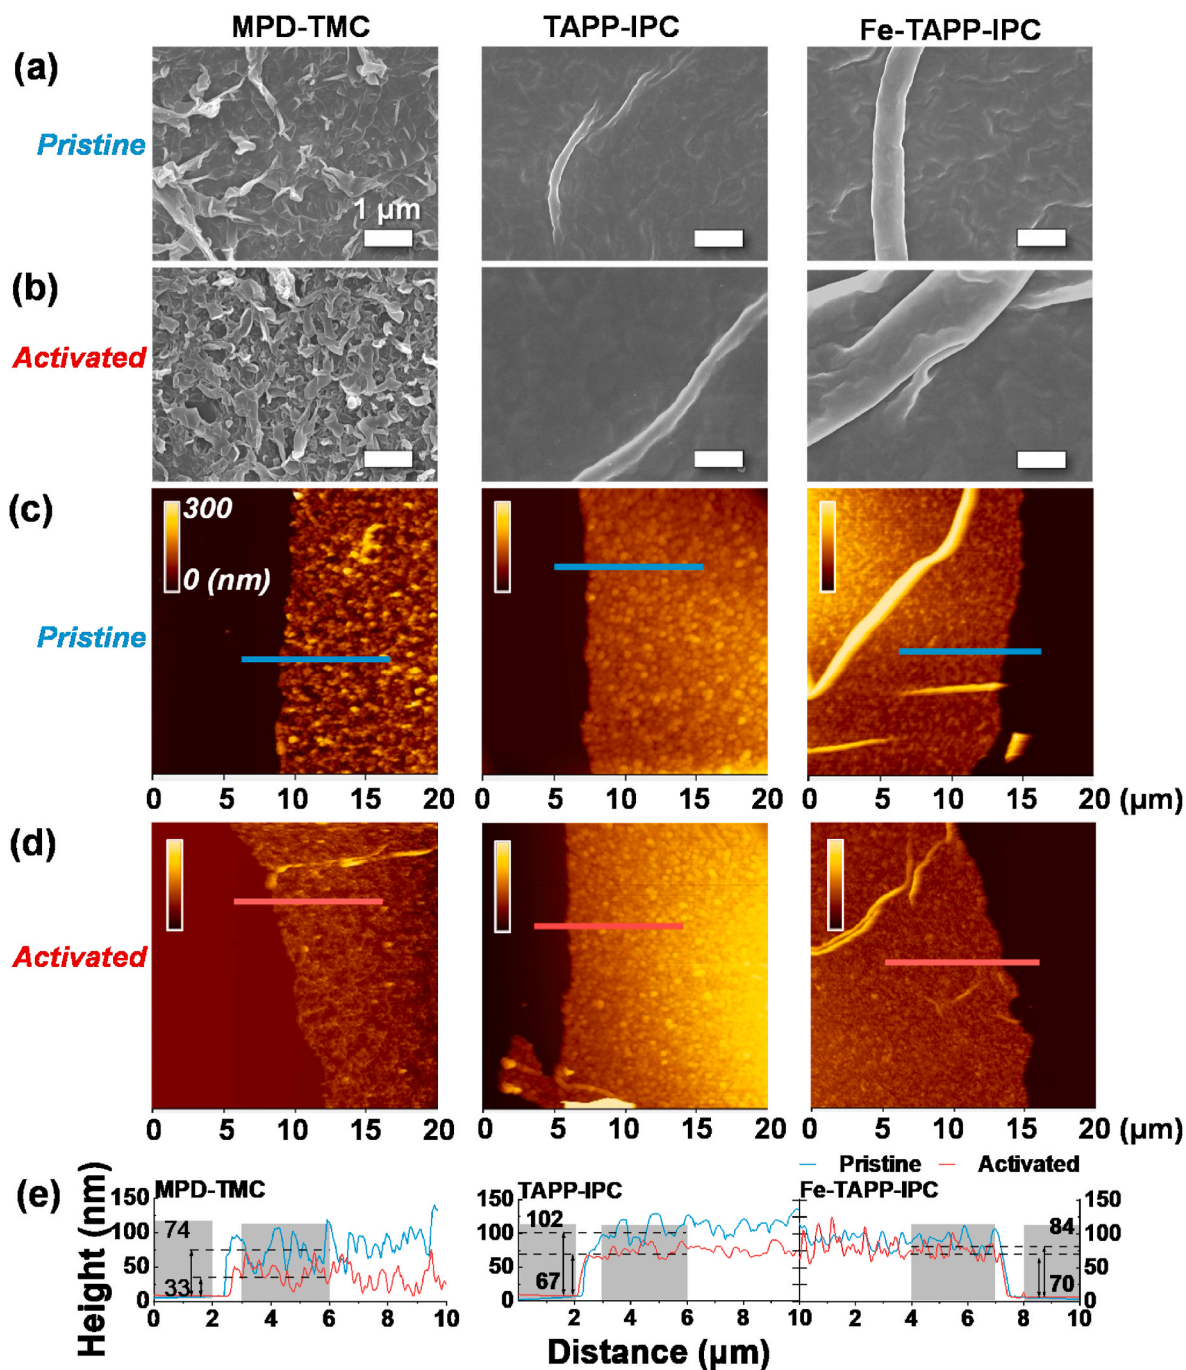 MPD-TMC TAPP-IPC Fe-TAPP-IPC
(a)
Pristine
1 μm
(b)
Activated
(c)
300
0 (nm)
Pristine
0 5 10 15 20 0 5 10 15 20 0 5 10 15 20 (μm)
(d)
Activated
0 5 10 15 20 0 5 10 15 20 0 5 10 15 20 (μm)
Pristine Activated
(e)
MPD-TMC TAPP-IPC Fe-TAPP-IPC
Height (nm)
150 150 150
100 100 100
50 50 50
0 0 0
74 102 84
33 67 70
0 2 4 6 8 10 0 2 4 6 8 10 0 2 4 6 8 10
Distance (μm)